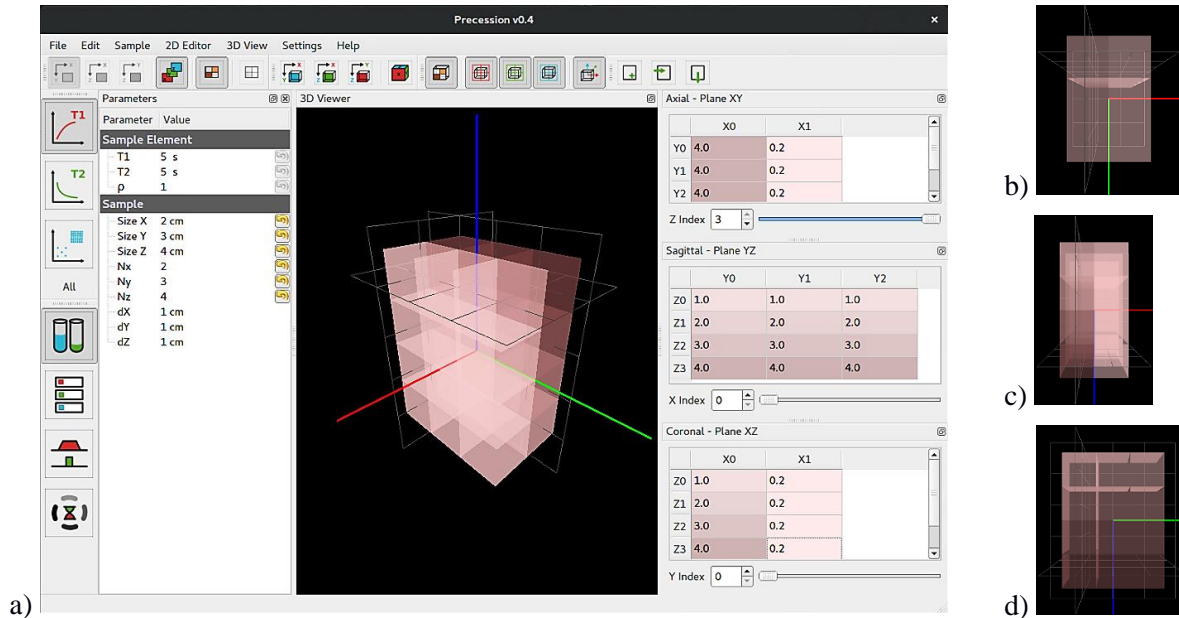 Precession v0.4
×
File Edit Sample 2D Editor 3D View Settings Help
T1
T2
All
Parameters
Parameter Value
Sample Element
T1 5 s
T2 5 s
ρ 1
Sample
Size X 2 cm
Size Y 3 cm
Size Z 4 cm
Nx 2
Ny 3
Nz 4
dX 1 cm
dY 1 cm
dZ 1 cm
3D Viewer
Axial - Plane XY
X0 X1
Y0 4.0 0.2
Y1 4.0 0.2
Y2 4.0 0.2
Z Index 3
Sagittal - Plane YZ
Y0 Y1 Y2
Z0 1.0 1.0 1.0
Z1 2.0 2.0 2.0
Z2 3.0 3.0 3.0
Z3 4.0 4.0 4.0
X Index 0
Coronal - Plane XZ
X0 X1
Z0 1.0 0.2
Z1 2.0 0.2
Z2 3.0 0.2
Z3 4.0 0.2
Y Index 0
a)
b)
c)
d)